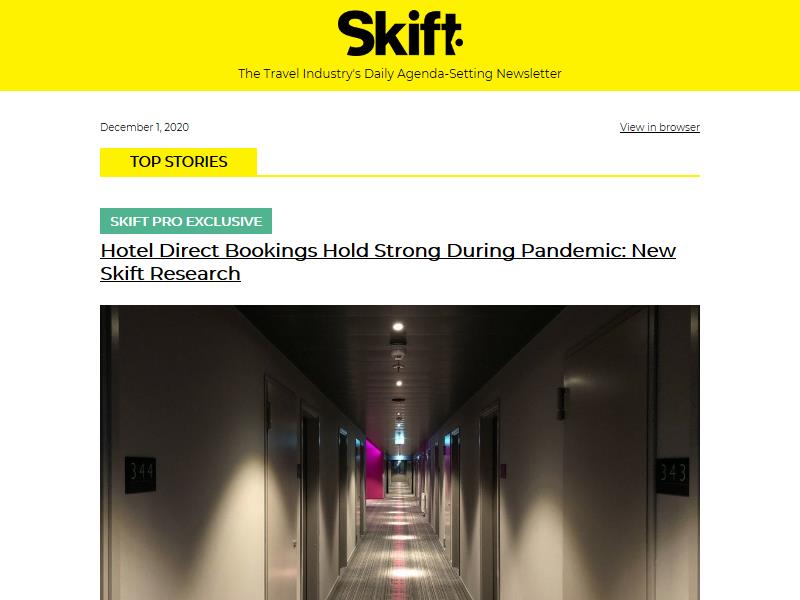 Skift
The Travel Industry's Daily Agenda-Setting Newsletter
December 1, 2020
View in browser
TOP STORIES
SKIFT PRO EXCLUSIVE
Hotel Direct Bookings Hold Strong During Pandemic: New
Skift Research
344
343